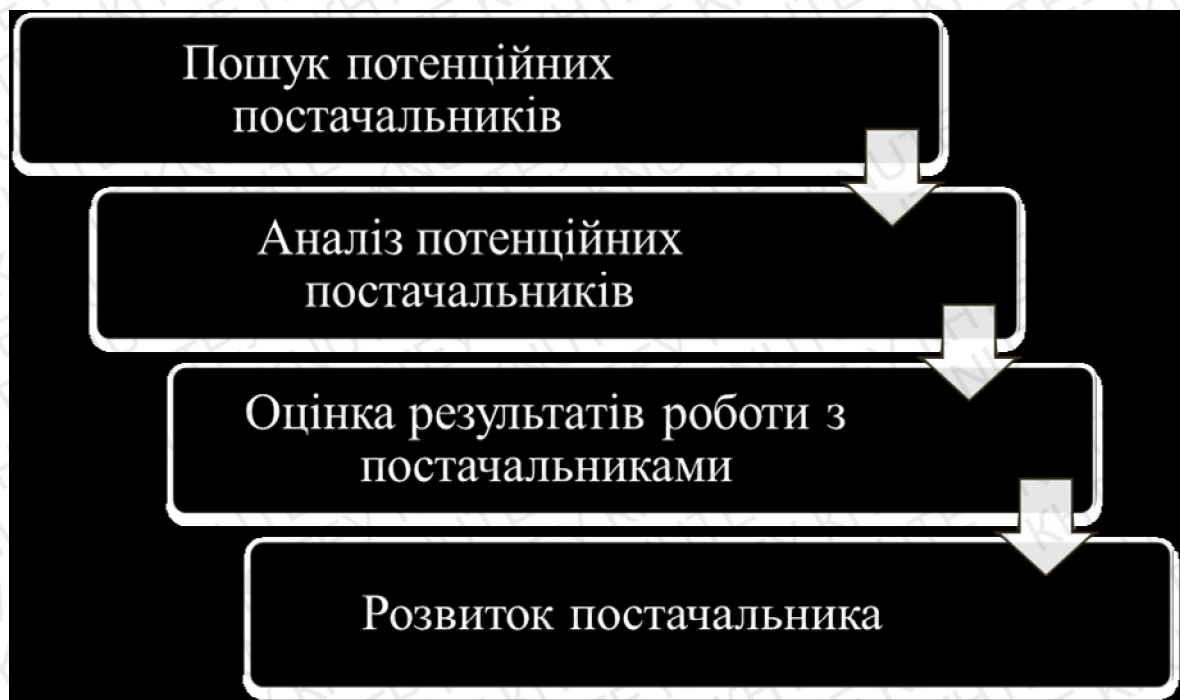 Пошук потенційних
постачальників
Аналіз потенційних
постачальників
Оцінка результатів роботи з
постачальниками
Розвиток постачальника